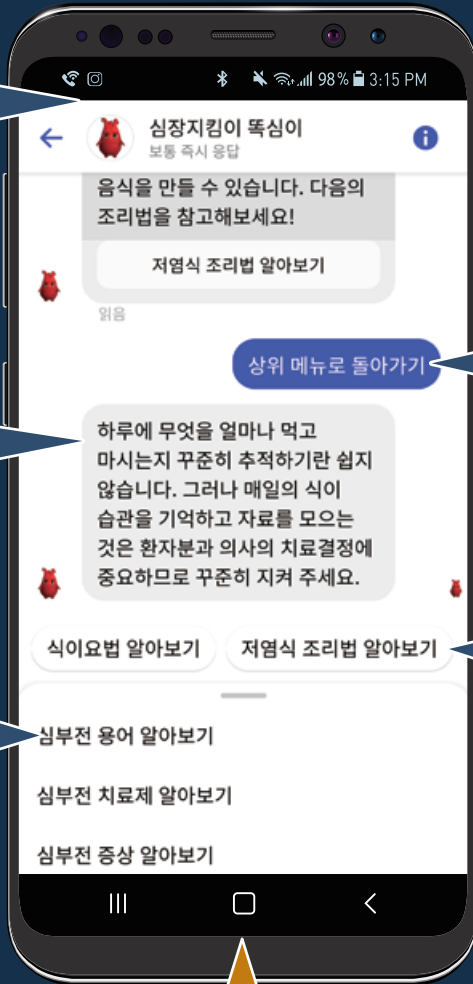 98% 3:15 PM
심장지킴이 똑심이
보통 즉시 응답
음식을 만들 수 있습니다. 다음의
조리법을 참고해보세요!
저염식 조리법 알아보기
읽음
상위 메뉴로 돌아가기
하루에 무엇을 얼마나 먹고
마시는지 꾸준히 추적하기란 쉽지
않습니다. 그러나 매일의 식이
습관을 기억하고 자료를 모으는
것은 환자분과 의사의 치료결정에
중요하므로 꾸준히 지켜 주세요.
식이요법 알아보기 저염식 조리법 알아보기
심부전 용어 알아보기
심부전 치료제 알아보기
심부전 증상 알아보기